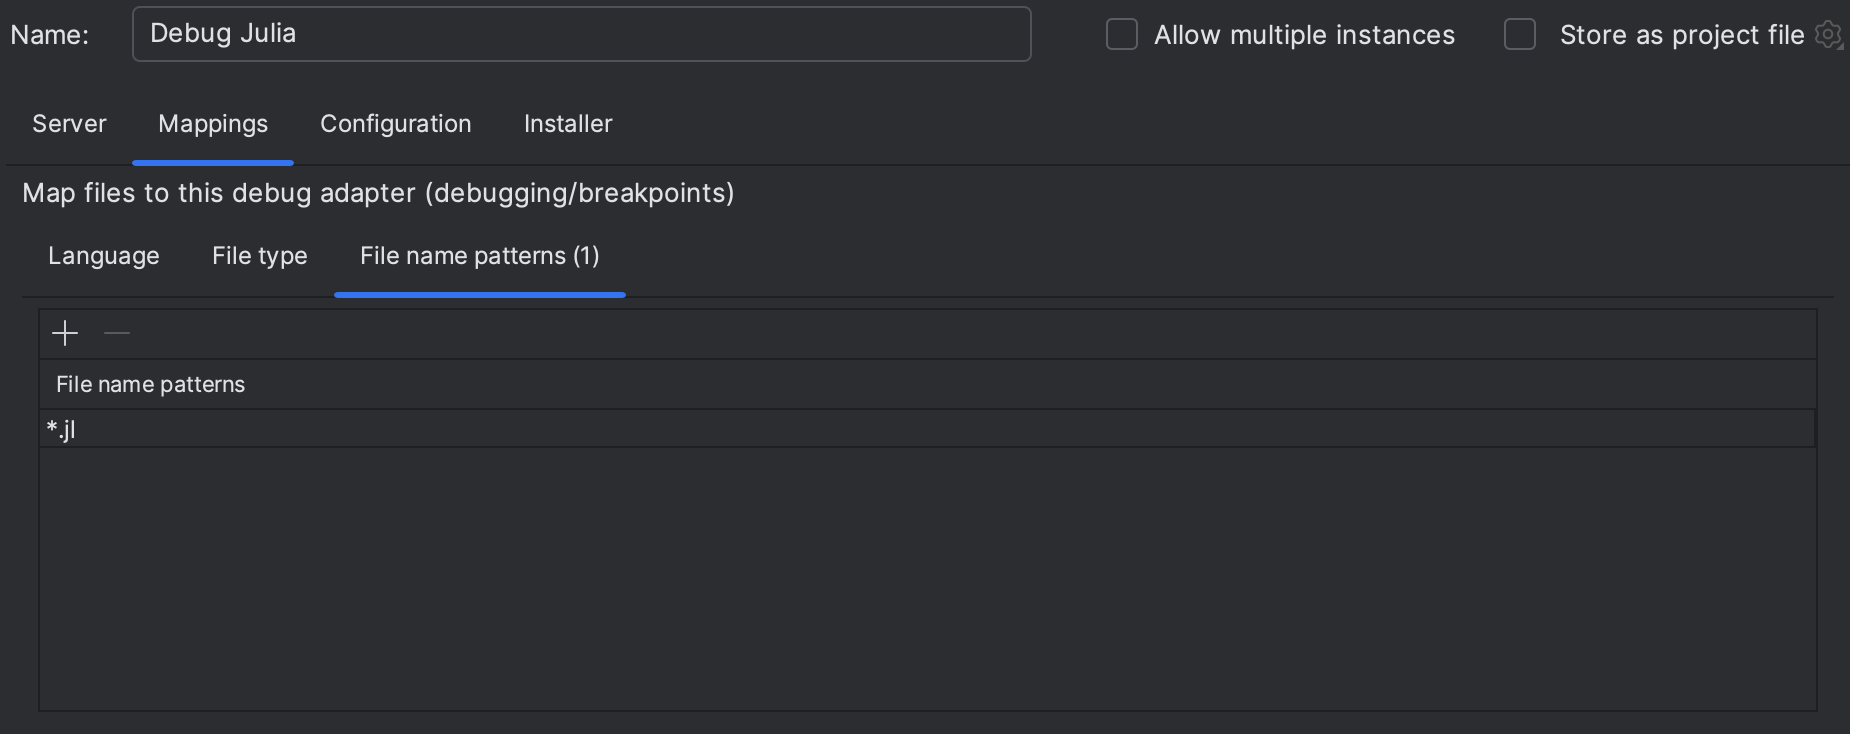 Name: Debug Julia Allow multiple instances Store as project file
Server Mappings Configuration Installer
Map files to this debug adapter (debugging/breakpoints)
Language File type File name patterns (1)
File name patterns
*.jl